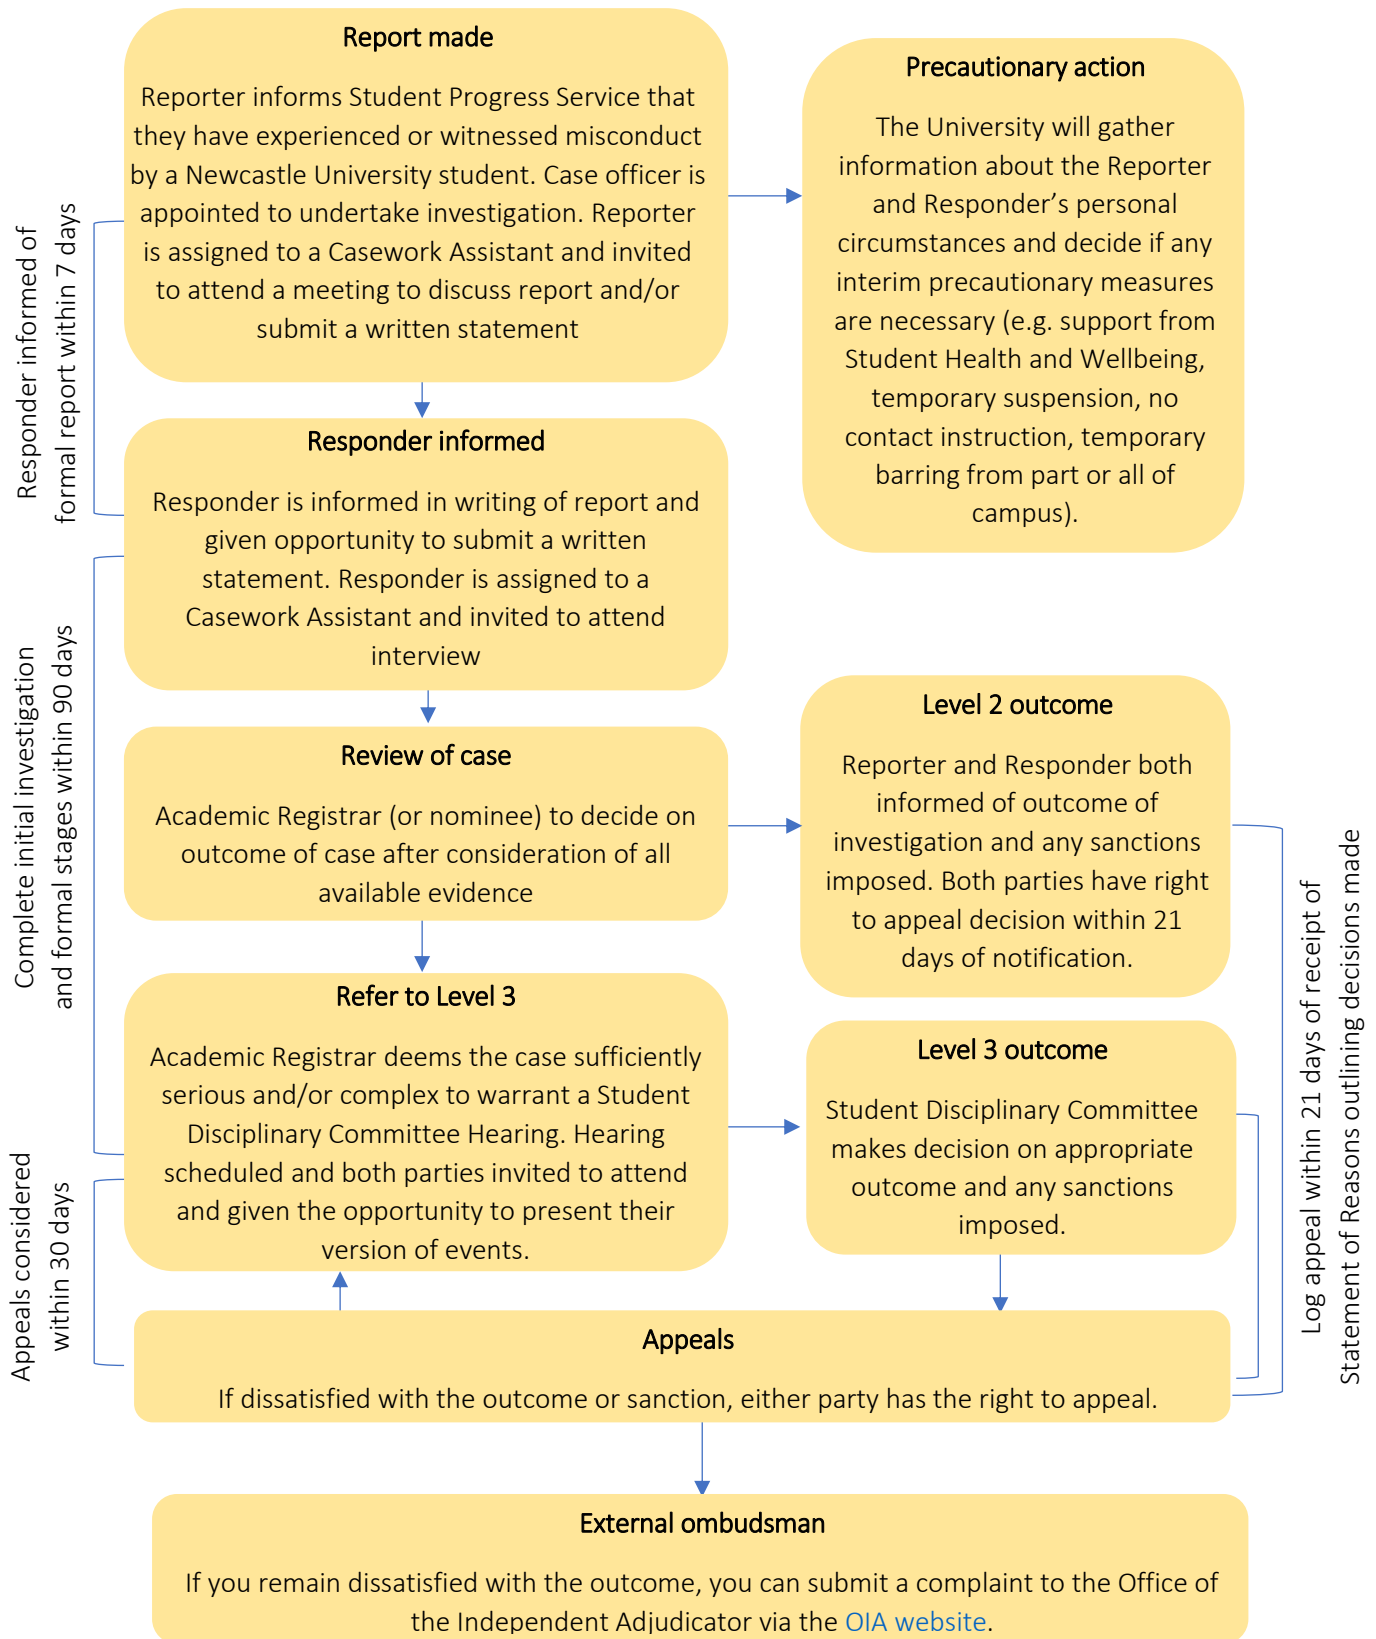 Report made
Reporter informs Student Progress Service that
they have experienced or witnessed misconduct
by a Newcastle University student. Case officer is
appointed to undertake investigation. Reporter
is assigned to a Casework Assistant and invited
to attend a meeting to discuss report and/or
submit a written statement
Precautionary action
The University will gather
information about the Reporter
and Responder’s personal
circumstances and decide if any
interim precautionary measures
are necessary (e.g. support from
Student Health and Wellbeing,
temporary suspension, no
contact instruction, temporary
barring from part or all of
campus).
Responder informed of
formal report within 7 days
Responder informed
Responder is informed in writing of report and
given opportunity to submit a written
statement. Responder is assigned to a
Casework Assistant and invited to attend
interview
Complete initial investigation
and formal stages within 90 days
Review of case
Academic Registrar (or nominee) to decide on
outcome of case after consideration of all
available evidence
Level 2 outcome
Reporter and Responder both
informed of outcome of
investigation and any sanctions
imposed. Both parties have right
to appeal decision within 21
days of notification.
Refer to Level 3
Academic Registrar deems the case sufficiently
serious and/or complex to warrant a Student
Disciplinary Committee Hearing. Hearing
scheduled and both parties invited to attend
and given the opportunity to present their
version of events.
Level 3 outcome
Student Disciplinary Committee
makes decision on appropriate
outcome and any sanctions
imposed.
Log appeal within 21 days of receipt of
Statement of Reasons outlining decisions made
Appeals considered
within 30 days
Appeals
If dissatisfied with the outcome or sanction, either party has the right to appeal.
External ombudsman
If you remain dissatisfied with the outcome, you can submit a complaint to the Office of
the Independent Adjudicator via the OIA website.